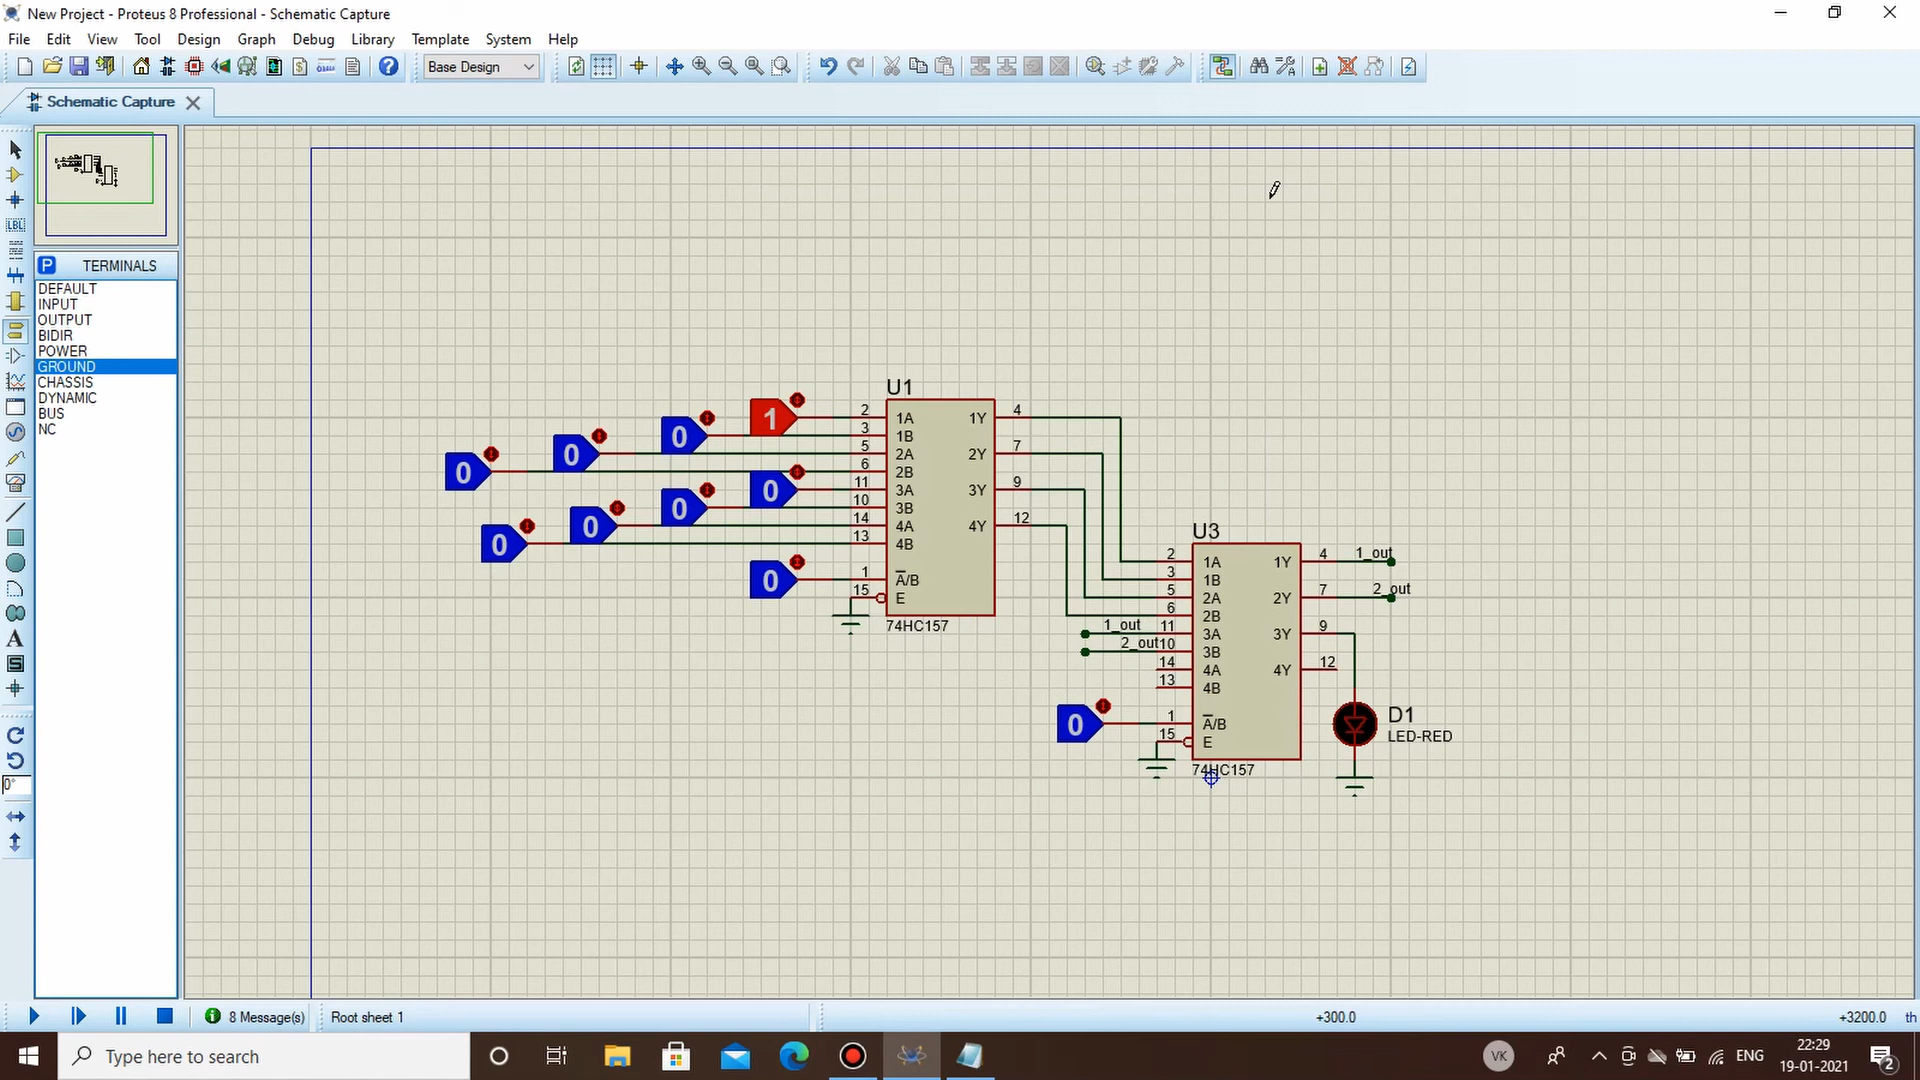 New Project - Proteus 8 Professional - Schematic Capture
File Edit View Tool Design Graph Debug Library Template System Help
Base Design
Schematic Capture
LBL
P TERMINALS
DEFAULT
INPUT
OUTPUT
BIDIR
POWER
GROUND
CHASSIS
DYNAMIC
BUS
NC
A
S
0°
U1
1 2 1A 1Y 4
0 3 1B
0 5 2A 2Y 7
0 6 2B
0 11 3A 3Y 9
0 10 3B
0 14 4A 4Y 12
0 13 4B
0 1 A/B
15 E
74HC157
U3
2 1A 1Y 4 1_out
3 1B
5 2A 2Y 7 2_out
6 2B
1_out 11 3A 3Y 9
2_out 10 3B
14 4A 4Y 12
13 4B
0 1 A/B
15 E
74HC157
D1
LED-RED
8 Message(s) Root sheet 1 +300.0 +3200.0 th
Type here to search
VK
ENG
22:29
19-01-2021
2